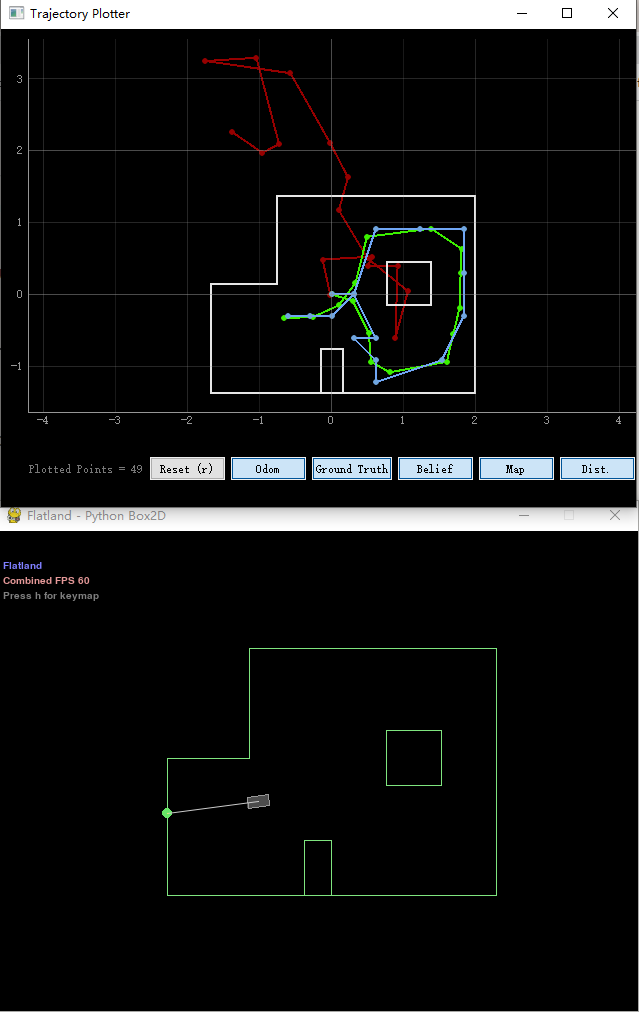 Trajectory Plotter
3
2
1
0
−1
−4 −3 −2 −1 0 1 2 3 4
Plotted Points = 49 Reset (r) Odom Ground Truth Belief Map Dist.
Flatland - Python Box2D
Flatland
Combined FPS 60
Press h for keymap